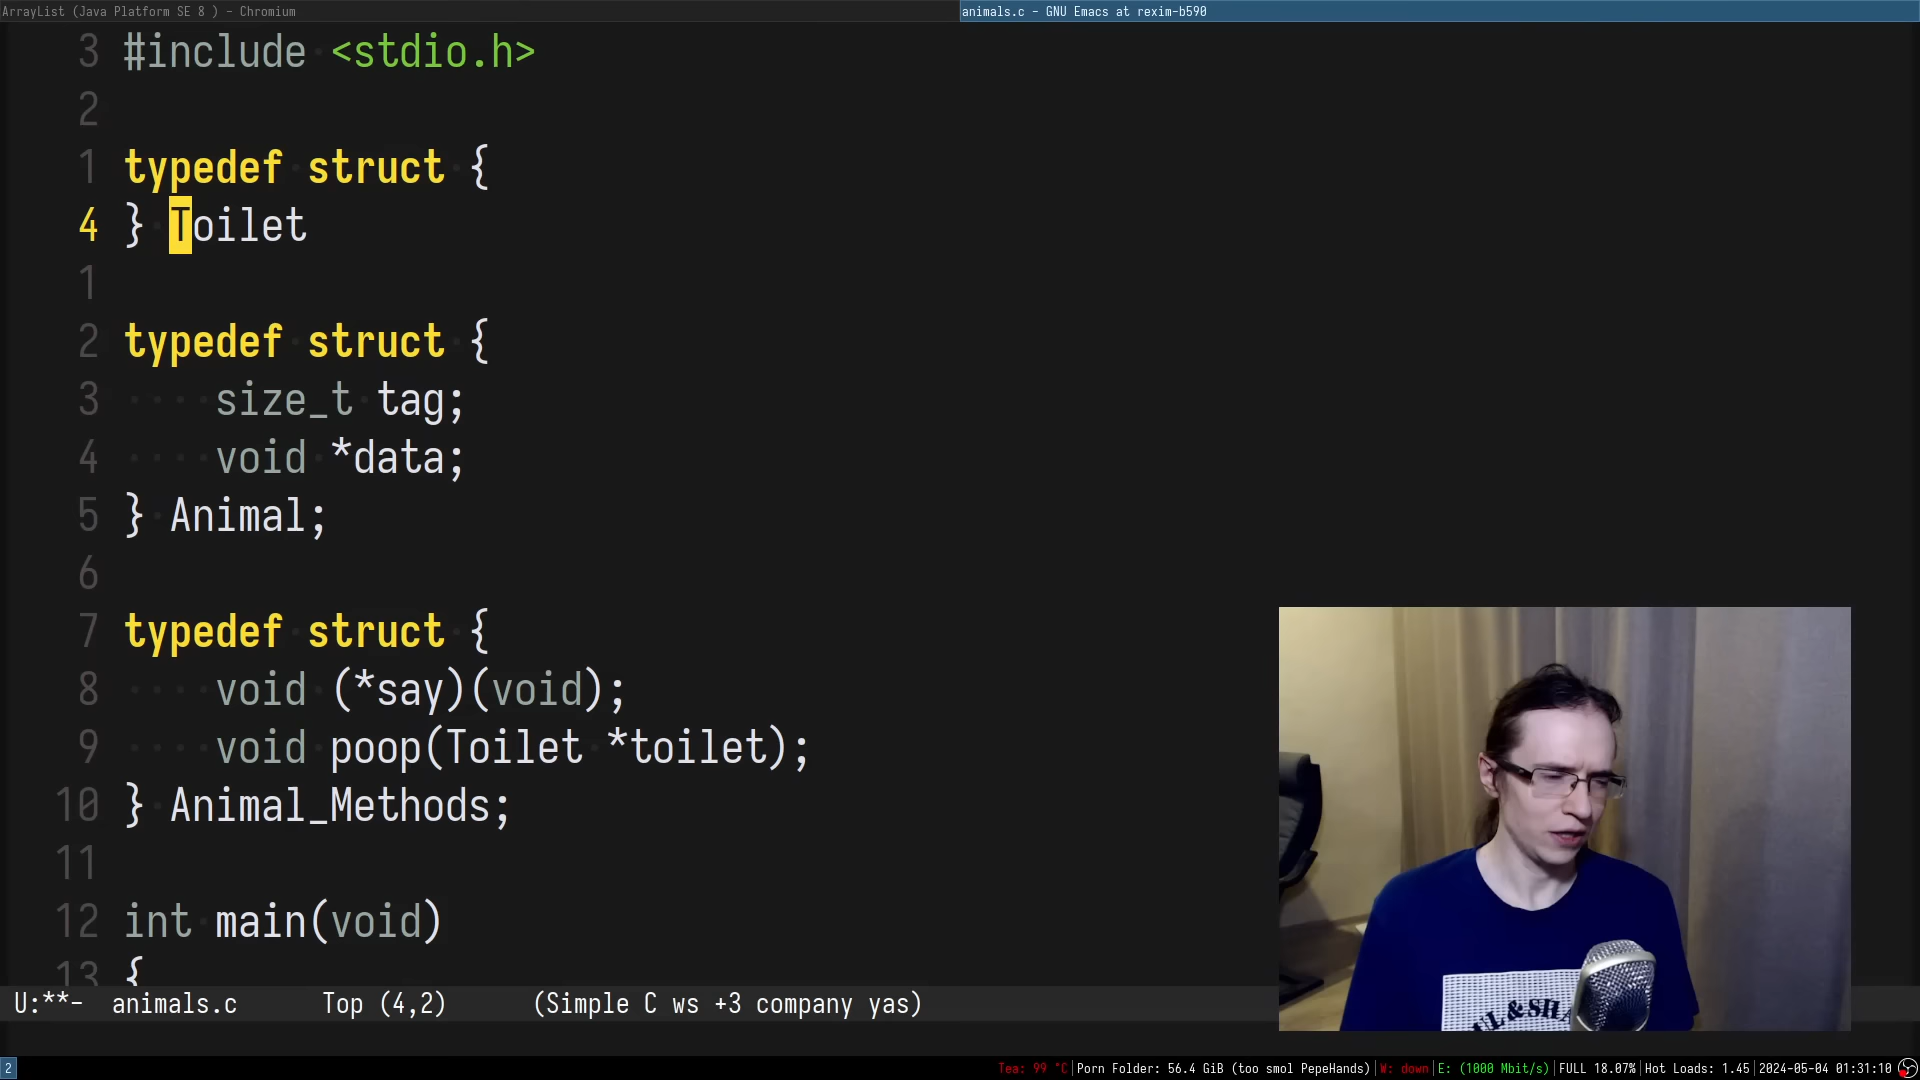 ArrayList (Java Platform SE 8 ) - Chromium
animals.c - GNU Emacs at rexim-b590
3 #include <stdio.h>
2
1 typedef struct {
4 } Toilet
1
2 typedef struct {
3     size_t tag;
4     void *data;
5 } Animal;
6
7 typedef struct {
8     void (*say)(void);
9     void poop(Toilet *toilet);
10 } Animal_Methods;
11
12 int main(void)
13 {
U:**-  animals.c      Top (4,2)      (Simple C ws +3 company yas)
UL&SHA
2
Tea: 99 °C|Porn Folder: 56.4 GiB (too smol PepeHands)|W: down|E: (1000 Mbit/s)|FULL 18.07%|Hot Loads: 1.45|2024-05-04 01:31:10